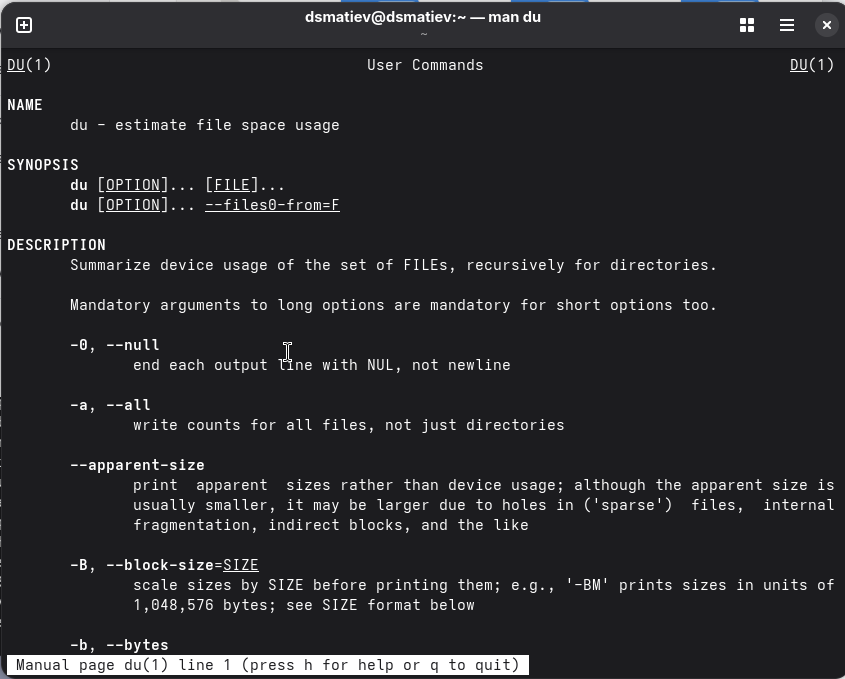 dsmatiev@dsmatiev:~ — man du
~
DU(1) User Commands DU(1)
NAME
du - estimate file space usage
SYNOPSIS
du [OPTION]... [FILE]...
du [OPTION]... --files0-from=F
DESCRIPTION
Summarize device usage of the set of FILEs, recursively for directories.
Mandatory arguments to long options are mandatory for short options too.
-0, --null
end each output line with NUL, not newline
-a, --all
write counts for all files, not just directories
--apparent-size
print  apparent  sizes rather than device usage; although the apparent size is
usually smaller, it may be larger due to holes in ('sparse')  files,  internal
fragmentation, indirect blocks, and the like
-B, --block-size=SIZE
scale sizes by SIZE before printing them; e.g., '-BM' prints sizes in units of
1,048,576 bytes; see SIZE format below
-b, --bytes
Manual page du(1) line 1 (press h for help or q to quit)